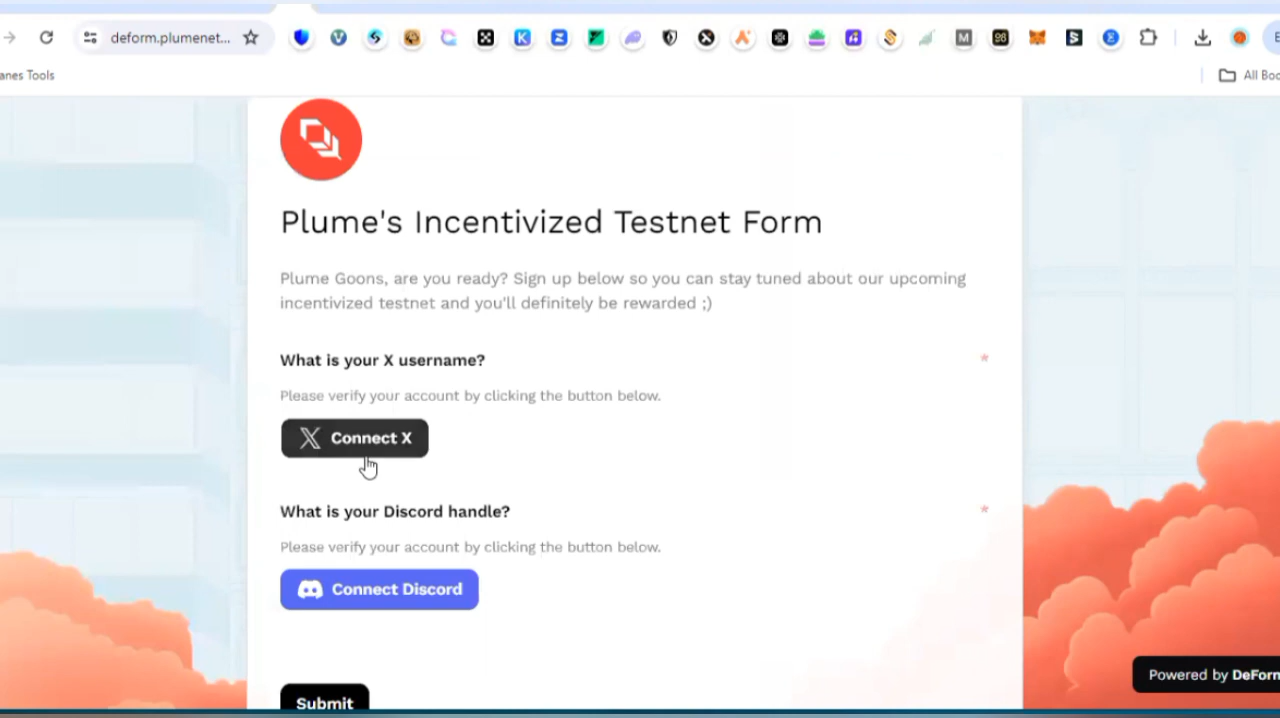 deform.plumenet...
anes Tools
All Boo
Plume's Incentivized Testnet Form
Plume Goons, are you ready? Sign up below so you can stay tuned about our upcoming
incentivized testnet and you'll definitely be rewarded ;)
What is your X username? *
Please verify your account by clicking the button below.
Connect X
What is your Discord handle? *
Please verify your account by clicking the button below.
Connect Discord
Submit
Powered by DeForm